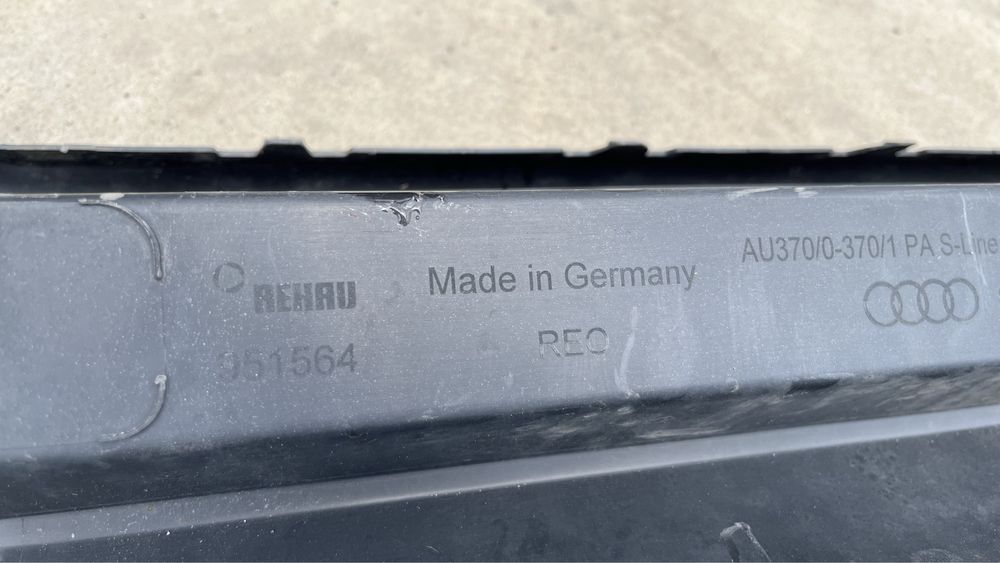 AU370/0-370/1 PA S-Line
Made in Germany
REHAU
REO
951564